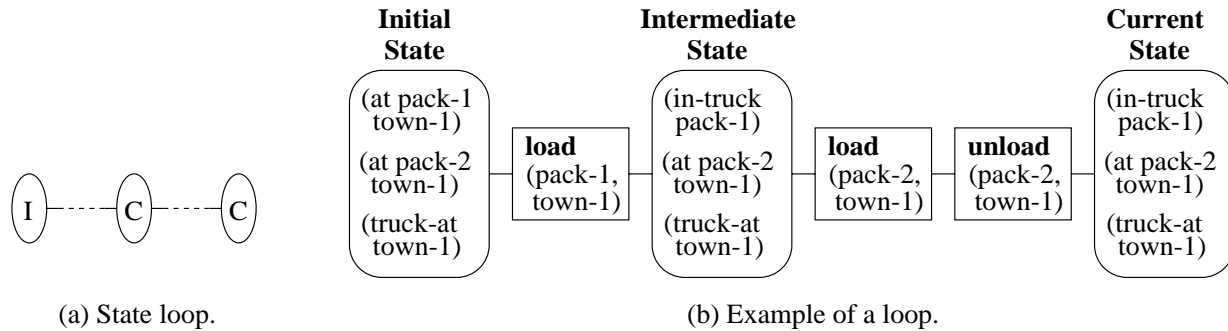 Initial
State
Intermediate
State
Current
State
(at pack-1
town-1)
(at pack-2
town-1)
(truck-at
town-1)
load
(pack-1,
town-1)
(in-truck
pack-1)
(at pack-2
town-1)
(truck-at
town-1)
load
(pack-2,
town-1)
unload
(pack-2,
town-1)
(in-truck
pack-1)
(at pack-2
town-1)
(truck-at
town-1)
I C C
(a) State loop.
(b) Example of a loop.